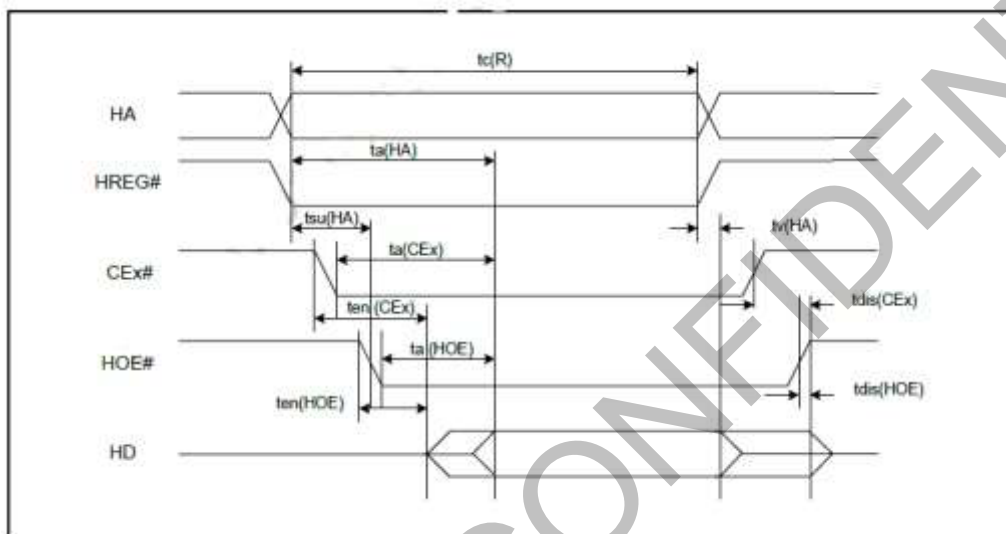 tc(R)
HA
ta(HA)
HREG#
tsu(HA)
tv(HA)
ta(CEx)
CEx#
ten(CEx)
tdis(CEx)
HOE#
ta(HOE)
ten(HOE)
tdis(HOE)
HD
CONFIDENT